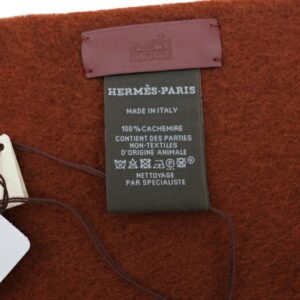 HERMÈS-PARIS
MADE IN ITALY
100% CACHEMIRE
CONTIENT DES PARTIES
NON-TEXTILES
D'ORIGINE ANIMALE
NETTOYAGE
PAR SPECIALISTE